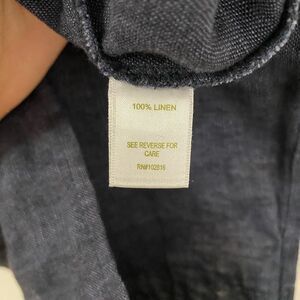 100% LINEN
SEE REVERSE FOR
CARE
RN#102816